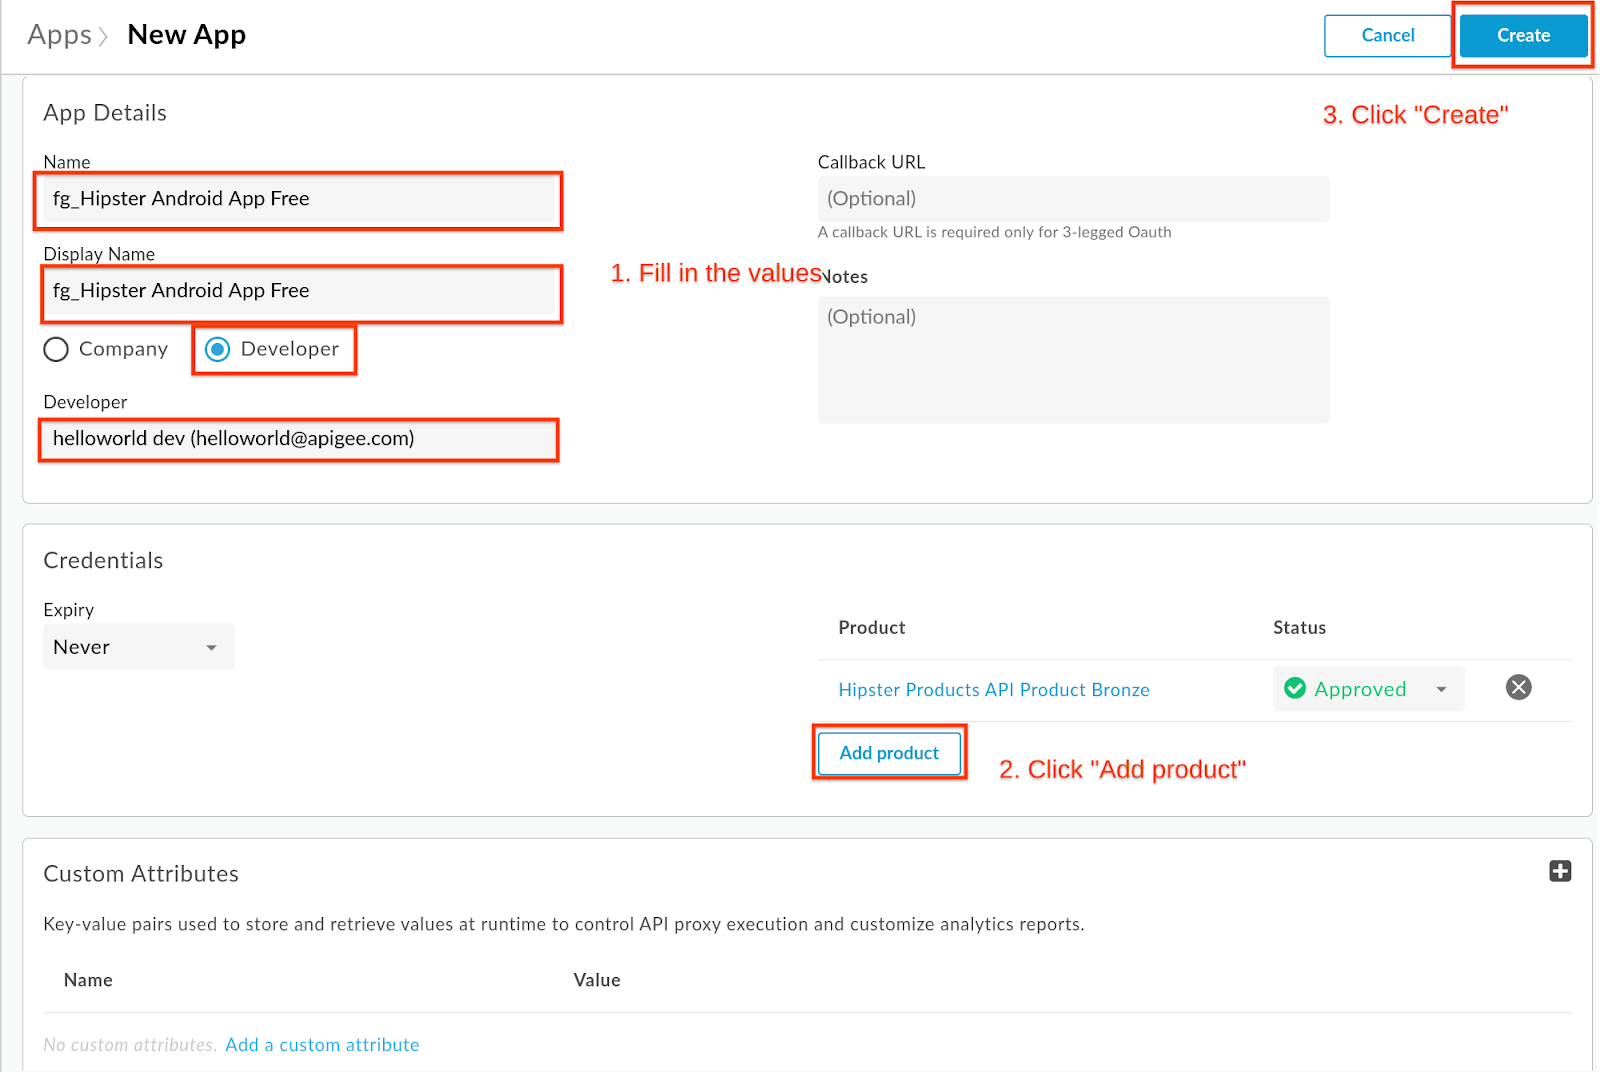 Apps > New App
Cancel
Create
App Details
3. Click "Create"
Name
fg_Hipster Android App Free
Callback URL
(Optional)
A callback URL is required only for 3-legged Oauth
Display Name
fg_Hipster Android App Free
1. Fill in the values
Notes
(Optional)
Company
Developer
Developer
helloworld dev (helloworld@apigee.com)
Credentials
Expiry
Never
Product Status
Hipster Products API Product Bronze Approved
Add product
2. Click "Add product"
Custom Attributes
Key-value pairs used to store and retrieve values at runtime to control API proxy execution and customize analytics reports.
Name Value
No custom attributes. Add a custom attribute